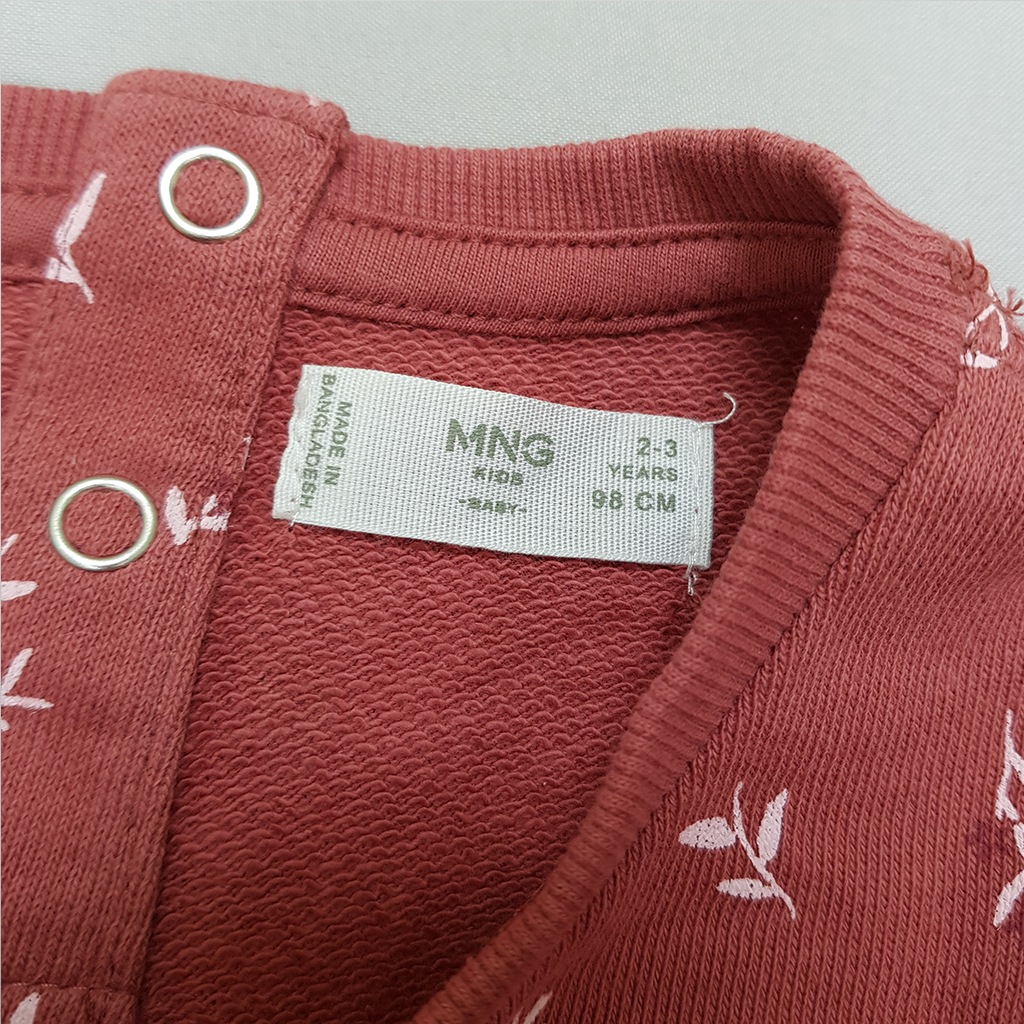 MADE IN
BANGLADESH
MNG
KIDS
-BABY-
2-3
YEARS
98 CM